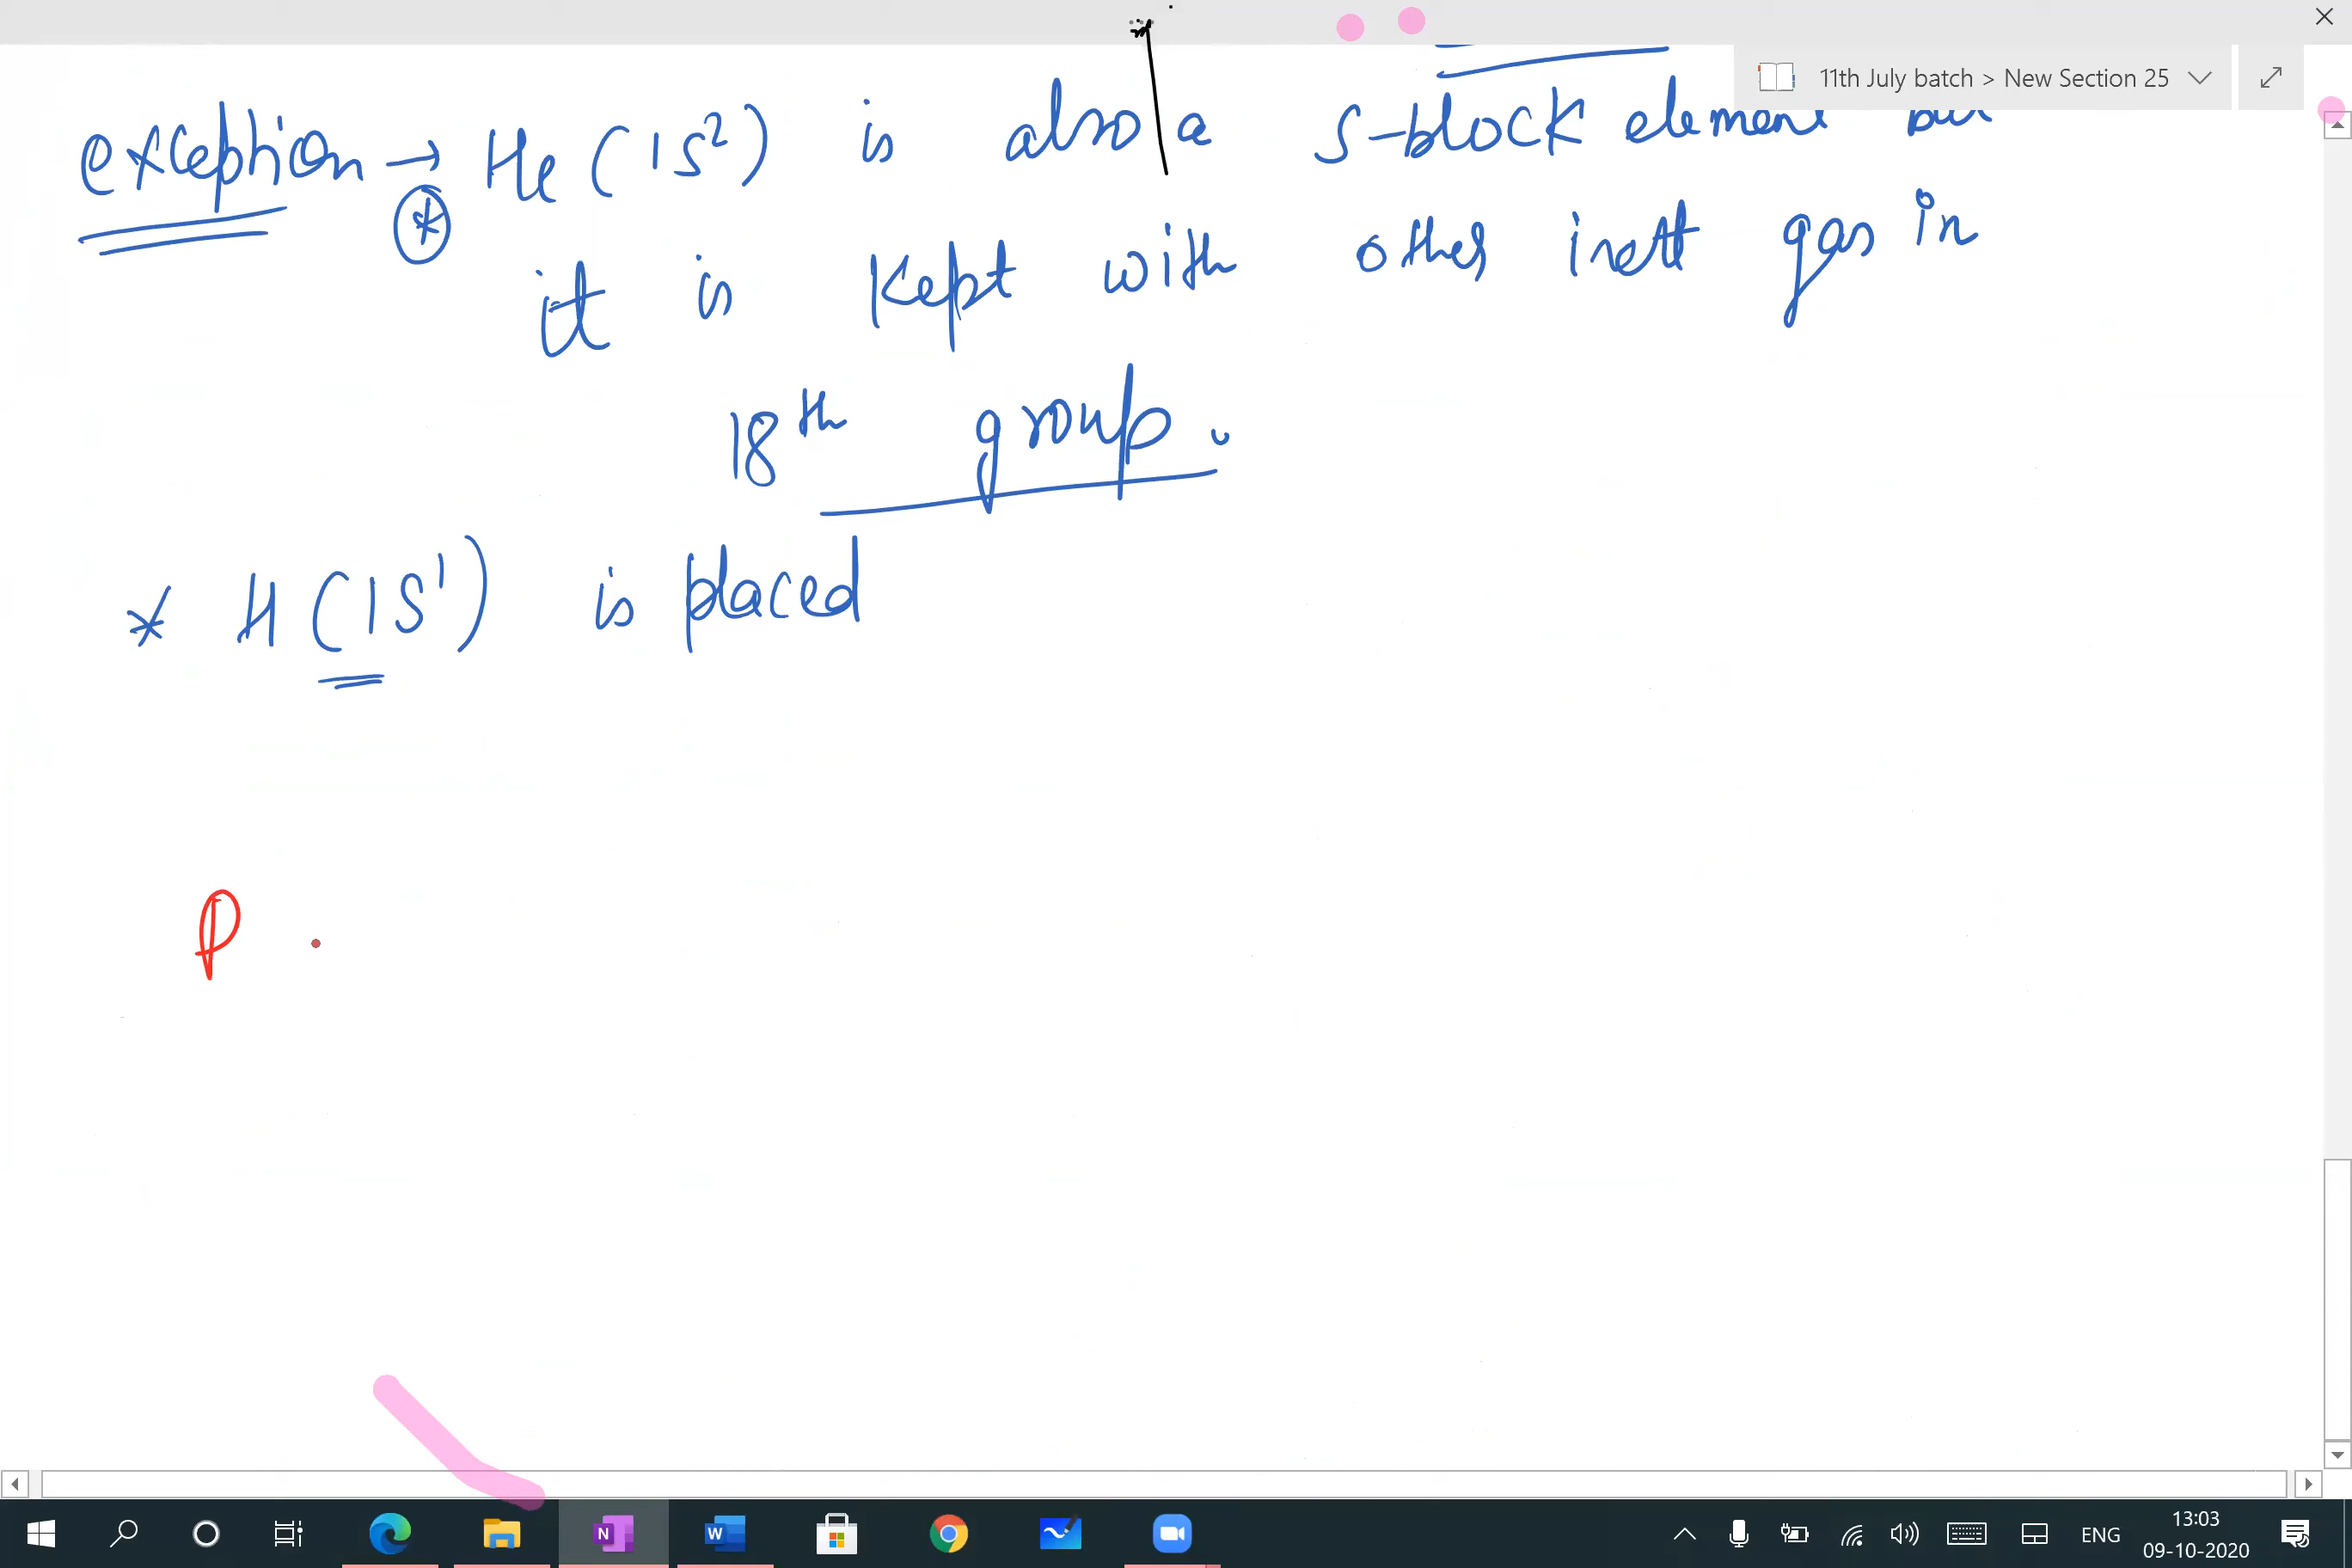 11th July batch > New Section 25
exception → He (1S²) is also a S-block element but
* it is kept with other inert gas in
18th group.
* H (1S¹) is placed
P
ENG
13:03
09-10-2020